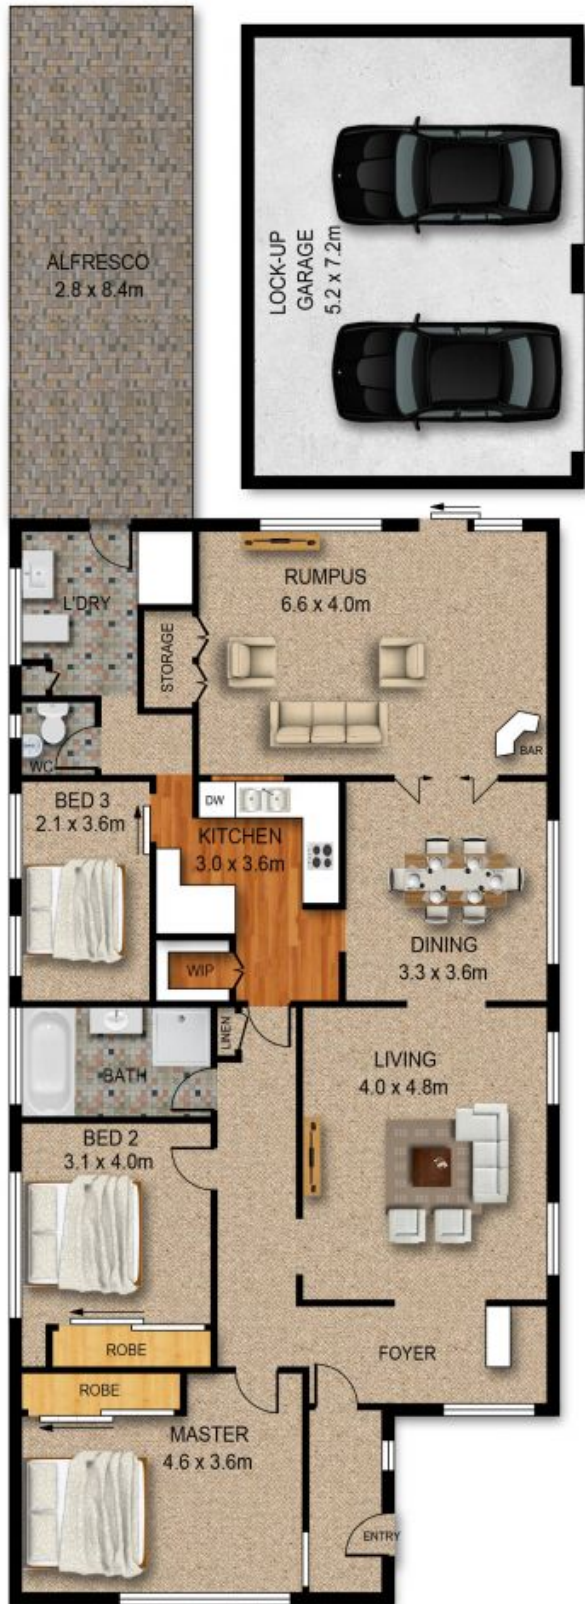 ALFRESCO
2.8 x 8.4m
LOCK-UP
GARAGE
5.2 x 7.2m
RUMPUS
6.6 x 4.0m
L'DRY
STORAGE
BAR
WC
BED 3
2.1 x 3.6m
DW
KITCHEN
3.0 x 3.6m
DINING
3.3 x 3.6m
WIP
LINEN
BATH
LIVING
4.0 x 4.8m
BED 2
3.1 x 4.0m
ROBE
FOYER
ROBE
MASTER
4.6 x 3.6m
ENTRY